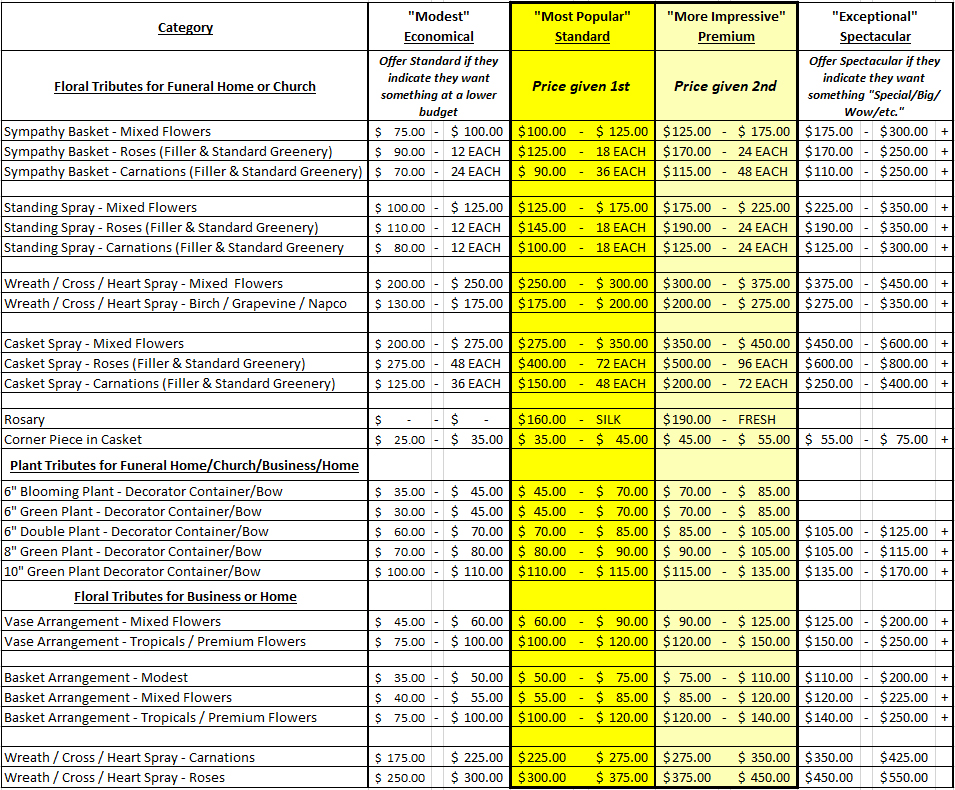 Category "Modest" Economical "Most Popular" Standard "More Impressive" Premium "Exceptional" Spectacular
Floral Tributes for Funeral Home or Church Offer Standard if they indicate they want something at a lower budget Price given 1st Price given 2nd Offer Spectacular if they indicate they want something "Special/Big/Wow/etc."
Sympathy Basket - Mixed Flowers $ 75.00 - $ 100.00 $100.00 - $ 125.00 $125.00 - $ 175.00 $175.00 - $300.00 +
Sympathy Basket - Roses (Filler & Standard Greenery) $ 90.00 - 12 EACH $125.00 - 18 EACH $170.00 - 24 EACH $170.00 - $250.00 +
Sympathy Basket - Carnations (Filler & Standard Greenery) $ 70.00 - 24 EACH $ 90.00 - 36 EACH $115.00 - 48 EACH $110.00 - $250.00 +
Standing Spray - Mixed Flowers $ 100.00 - $ 125.00 $125.00 - $ 175.00 $175.00 - $ 225.00 $225.00 - $350.00 +
Standing Spray - Roses (Filler & Standard Greenery) $ 110.00 - 12 EACH $145.00 - 18 EACH $190.00 - 24 EACH $190.00 - $350.00 +
Standing Spray - Carnations (Filler & Standard Greenery $ 80.00 - 12 EACH $100.00 - 18 EACH $125.00 - 24 EACH $125.00 - $300.00 +
Wreath / Cross / Heart Spray - Mixed Flowers $ 200.00 - $ 250.00 $250.00 - $ 300.00 $300.00 - $ 375.00 $375.00 - $450.00 +
Wreath / Cross / Heart Spray - Birch / Grapevine / Napco $ 130.00 - $ 175.00 $175.00 - $ 200.00 $200.00 - $ 275.00 $275.00 - $350.00 +
Casket Spray - Mixed Flowers $ 200.00 - $ 275.00 $275.00 - $ 350.00 $350.00 - $ 450.00 $450.00 - $600.00 +
Casket Spray - Roses (Filler & Standard Greenery) $ 275.00 - 48 EACH $400.00 - 72 EACH $500.00 - 96 EACH $600.00 - $800.00 +
Casket Spray - Carnations (Filler & Standard Greenery) $ 125.00 - 36 EACH $150.00 - 48 EACH $200.00 - 72 EACH $250.00 - $400.00 +
Rosary $ - - $ - $160.00 - SILK $190.00 - FRESH
Corner Piece in Casket $ 25.00 - $ 35.00 $ 35.00 - $ 45.00 $ 45.00 - $ 55.00 $ 55.00 - $ 75.00 +
Plant Tributes for Funeral Home/Church/Business/Home
6" Blooming Plant - Decorator Container/Bow $ 35.00 - $ 45.00 $ 45.00 - $ 70.00 $ 70.00 - $ 85.00
6" Green Plant - Decorator Container/Bow $ 30.00 - $ 45.00 $ 45.00 - $ 70.00 $ 70.00 - $ 85.00
6" Double Plant - Decorator Container/Bow $ 60.00 - $ 70.00 $ 70.00 - $ 85.00 $ 85.00 - $ 105.00 $105.00 - $125.00 +
8" Green Plant - Decorator Container/Bow $ 70.00 - $ 80.00 $ 80.00 - $ 90.00 $ 90.00 - $ 105.00 $105.00 - $115.00 +
10" Green Plant Decorator Container/Bow $ 100.00 - $ 110.00 $110.00 - $ 115.00 $115.00 - $ 135.00 $135.00 - $170.00 +
Floral Tributes for Business or Home
Vase Arrangement - Mixed Flowers $ 45.00 - $ 60.00 $ 60.00 - $ 90.00 $ 90.00 - $ 125.00 $125.00 - $200.00 +
Vase Arrangement - Tropicals / Premium Flowers $ 75.00 - $ 100.00 $100.00 - $ 120.00 $120.00 - $ 150.00 $150.00 - $250.00 +
Basket Arrangement - Modest $ 35.00 - $ 50.00 $ 50.00 - $ 75.00 $ 75.00 - $ 110.00 $110.00 - $200.00 +
Basket Arrangement - Mixed Flowers $ 40.00 - $ 55.00 $ 55.00 - $ 85.00 $ 85.00 - $ 120.00 $120.00 - $225.00 +
Basket Arrangement - Tropicals / Premium Flowers $ 75.00 - $ 100.00 $100.00 - $ 120.00 $120.00 - $ 140.00 $140.00 - $250.00 +
Wreath / Cross / Heart Spray - Carnations $ 175.00 $ 225.00 $225.00 $ 275.00 $275.00 $ 350.00 $350.00 $425.00
Wreath / Cross / Heart Spray - Roses $ 250.00 $ 300.00 $300.00 $ 375.00 $375.00 $ 450.00 $450.00 $550.00